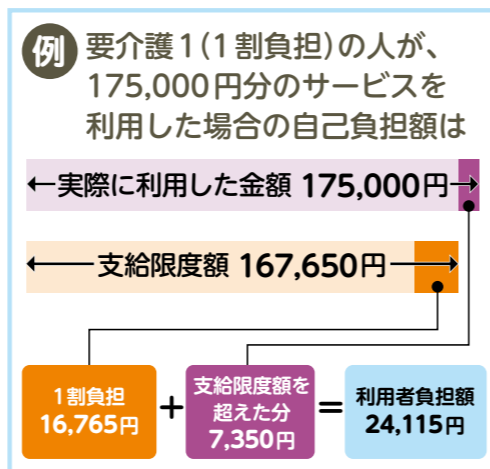 例 要介護1(1割負担)の人が、
175,000円分のサービスを
利用した場合の自己負担額は
実際に利用した金額 175,000円
支給限度額 167,650円
1割負担
16,765円
+
支給限度額を
超えた分
7,350円
=
利用者負担額
24,115円